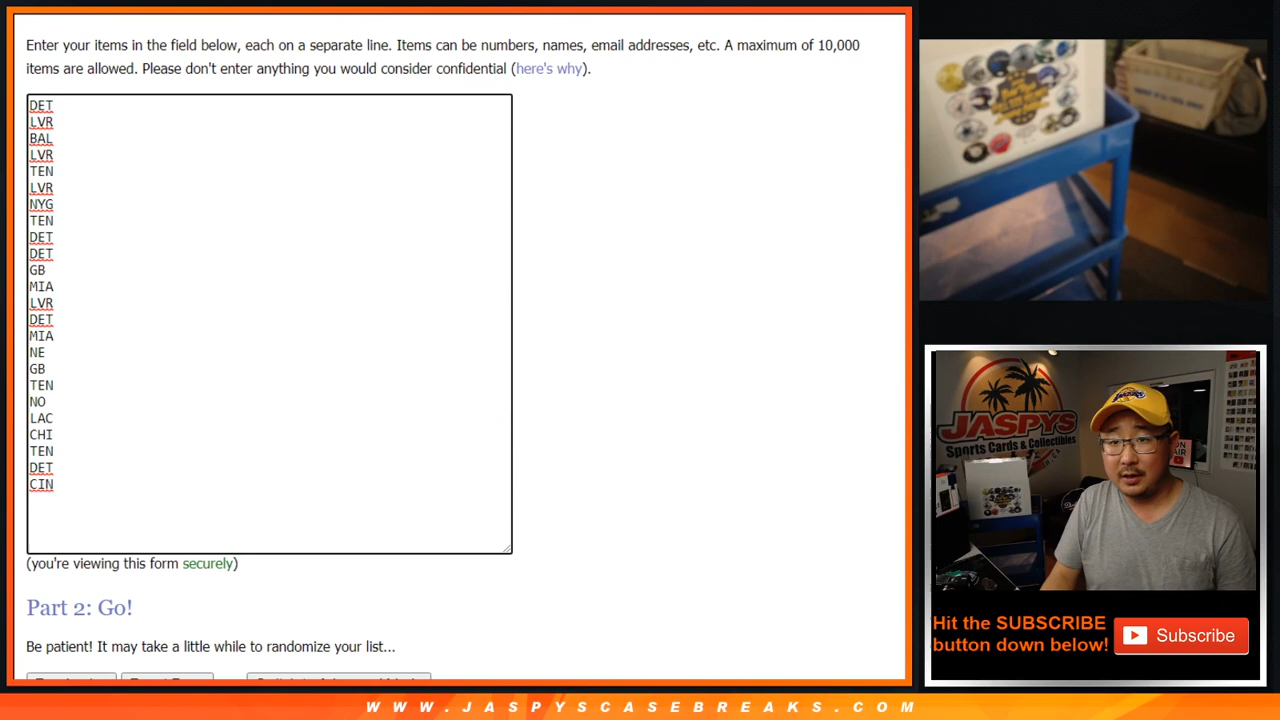 Enter your items in the field below, each on a separate line. Items can be numbers, names, email addresses, etc. A maximum of 10,000
items are allowed. Please don't enter anything you would consider confidential (here's why).
DET
LVR
BAL
LVR
TEN
LVR
NYG
TEN
DET
DET
GB
MIA
LVR
DET
MIA
NE
GB
TEN
NO
LAC
CHI
TEN
DET
CIN
(you're viewing this form securely)
Part 2: Go!
Be patient! It may take a little while to randomize your list...
JASPYS
Sports Cards & Collectibles
ON
AIR
Hit the SUBSCRIBE
button down below!
Subscribe
WWW.JASPYSCASEBREAKS.COM